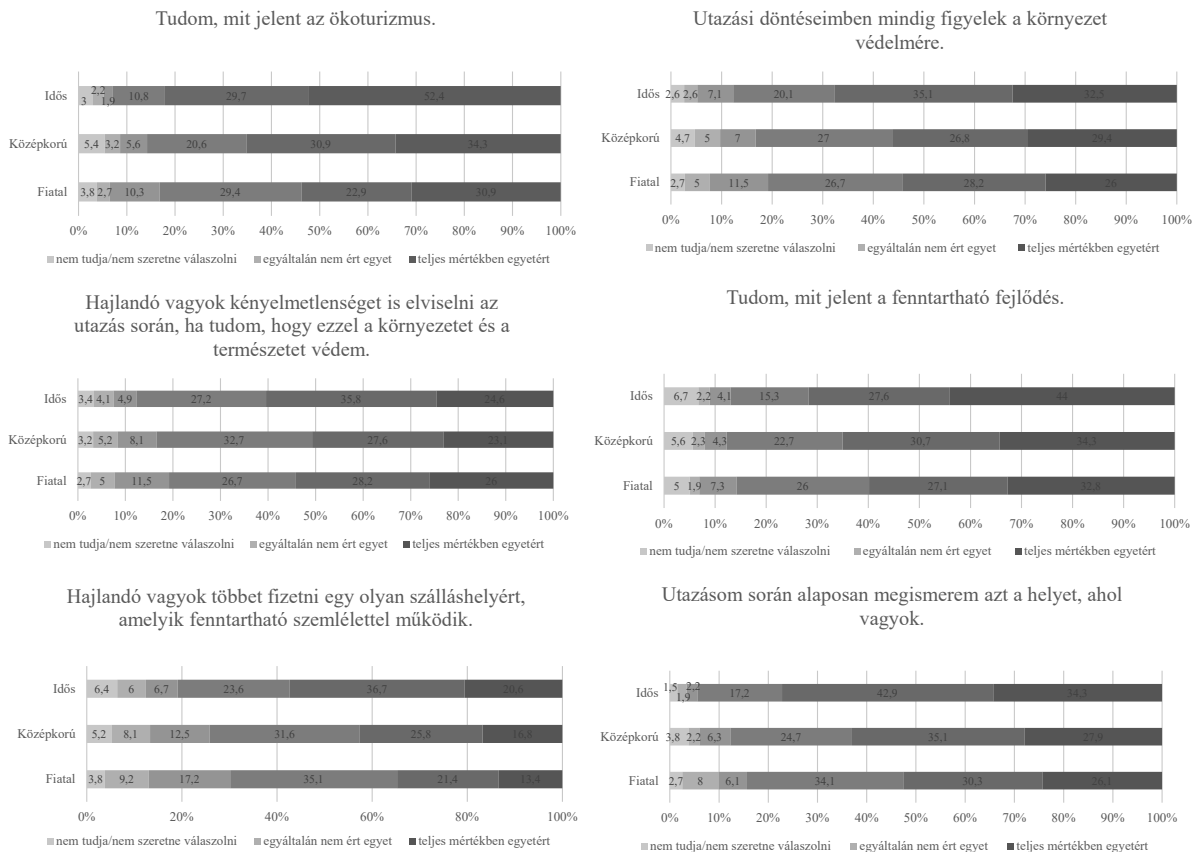 Tudom, mit jelent az ökoturizmus.
Idős 3 2,2 1,9 10,8 29,7 52,4
Középkorú 5,4 3,2 5,6 20,6 30,9 34,3
Fiatal 3,8 2,7 10,3 29,4 22,9 30,9
0% 10% 20% 30% 40% 50% 60% 70% 80% 90% 100%
nem tudja/nem szeretne válaszolni egyáltalán nem ért egyet teljes mértékben egyetért
Utazási döntéseimben mindig figyelek a környezet
védelmére.
Idős 2,6 2,6 7,1 20,1 35,1 32,5
Középkorú 4,7 5 7 27 26,8 29,4
Fiatal 2,7 5 11,5 26,7 28,2 26
0% 10% 20% 30% 40% 50% 60% 70% 80% 90% 100%
nem tudja/nem szeretne válaszolni egyáltalán nem ért egyet teljes mértékben egyetért
Hajlandó vagyok kényelmetlenséget is elviselni az
utazás során, ha tudom, hogy ezzel a környezetet és a
természetet védem.
Idős 3,4 4,1 4,9 27,2 35,8 24,6
Középkorú 3,2 5,2 8,1 32,7 27,6 23,1
Fiatal 2,7 5 11,5 26,7 28,2 26
0% 10% 20% 30% 40% 50% 60% 70% 80% 90% 100%
nem tudja/nem szeretne válaszolni egyáltalán nem ért egyet teljes mértékben egyetért
Tudom, mit jelent a fenntartható fejlődés.
Idős 6,7 2,2 4,1 15,3 27,6 44
Középkorú 5,6 2,3 4,3 22,7 30,7 34,3
Fiatal 5 1,9 7,3 26 27,1 32,8
0% 10% 20% 30% 40% 50% 60% 70% 80% 90% 100%
nem tudja/nem szeretne válaszolni egyáltalán nem ért egyet teljes mértékben egyetért
Hajlandó vagyok többet fizetni egy olyan szálláshelyért,
amelyik fenntartható szemlélettel működik.
Idős 6,4 6 6,7 23,6 36,7 20,6
Középkorú 5,2 8,1 12,5 31,6 25,8 16,8
Fiatal 3,8 9,2 17,2 35,1 21,4 13,4
0% 20% 40% 60% 80% 100%
nem tudja/nem szeretne válaszolni egyáltalán nem ért egyet teljes mértékben egyetért
Utazásom során alaposan megismerem azt a helyet, ahol
vagyok.
Idős 1,5 1,9 2,2 17,2 42,9 34,3
Középkorú 3,8 2,2 6,3 24,7 35,1 27,9
Fiatal 2,7 8 6,1 34,1 30,3 26,1
0% 10% 20% 30% 40% 50% 60% 70% 80% 90% 100%
nem tudja/nem szeretne válaszolni egyáltalán nem ért egyet teljes mértékben egyetért